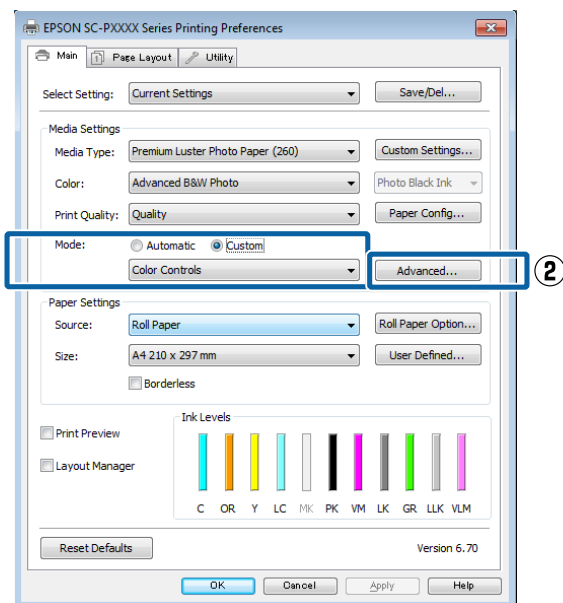 EPSON SC-PXXXX Series Printing Preferences
Main Page Layout Utility
Select Setting: Current Settings Save/Del...
Media Settings
Media Type: Premium Luster Photo Paper (260) Custom Settings...
Color: Advanced B&W Photo Photo Black Ink
Print Quality: Quality Paper Config...
Mode: Automatic Custom
Color Controls Advanced... ②
Paper Settings
Source: Roll Paper Roll Paper Option...
Size: A4 210 x 297 mm User Defined...
Borderless
Ink Levels
Print Preview
Layout Manager
C OR Y LC MK PK VM LK GR LLK VLM
Reset Defaults Version 6.70
OK Cancel Apply Help